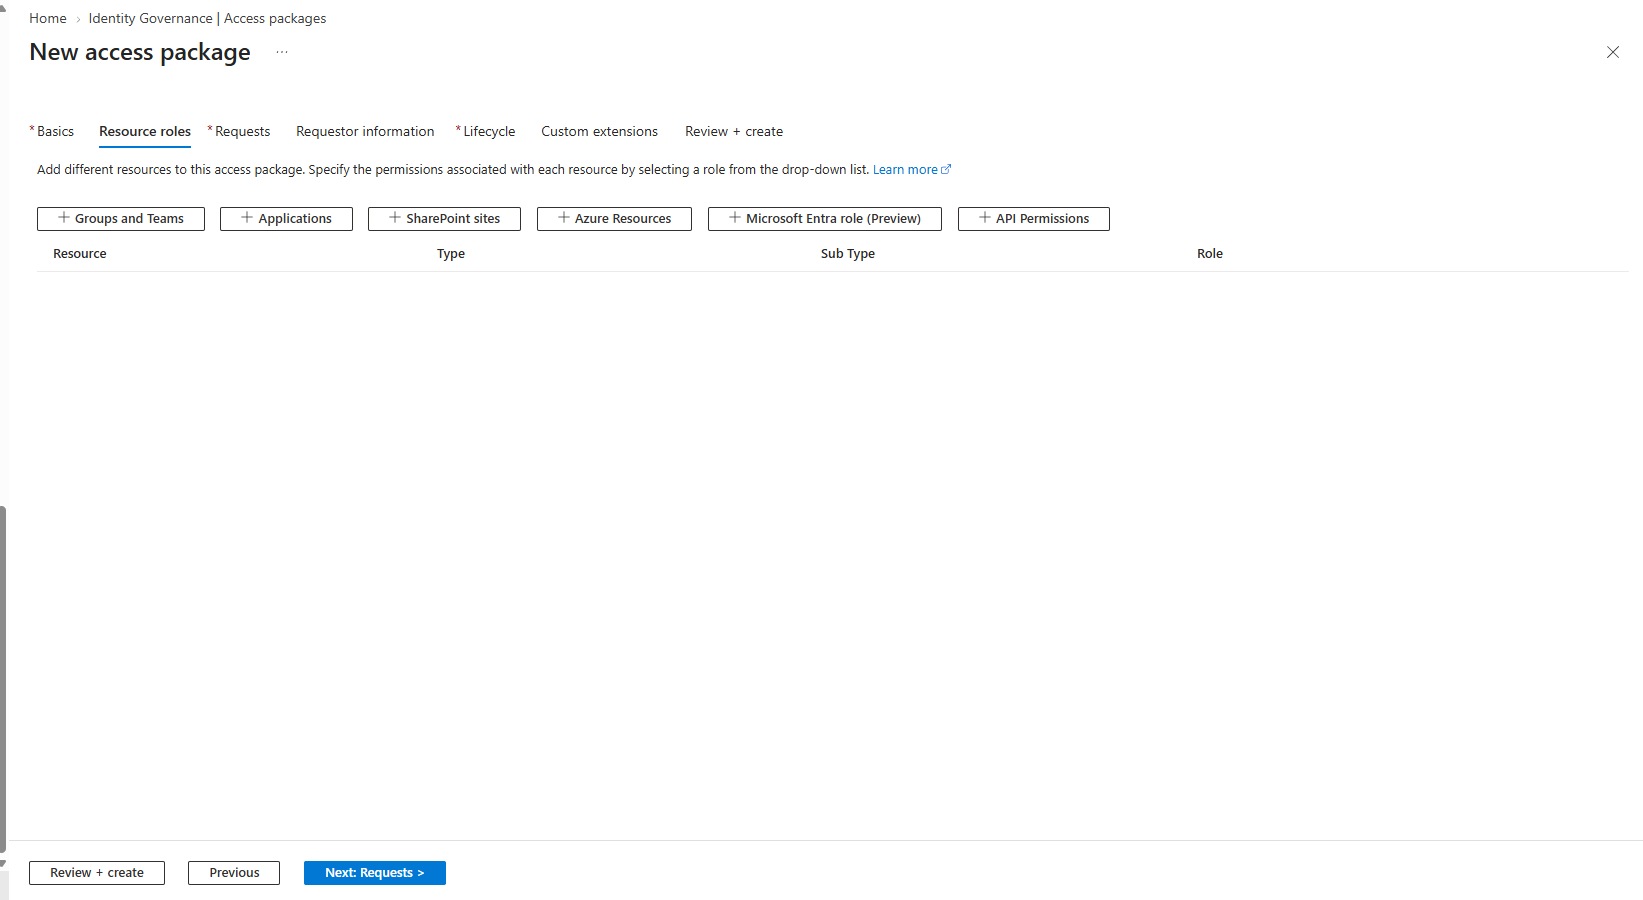 Home > Identity Governance | Access packages
New access package ...
* Basics Resource roles * Requests Requestor information * Lifecycle Custom extensions Review + create
Add different resources to this access package. Specify the permissions associated with each resource by selecting a role from the drop-down list. Learn more
+ Groups and Teams + Applications + SharePoint sites + Azure Resources + Microsoft Entra role (Preview) + API Permissions
Resource Type Sub Type Role
Review + create Previous Next: Requests >